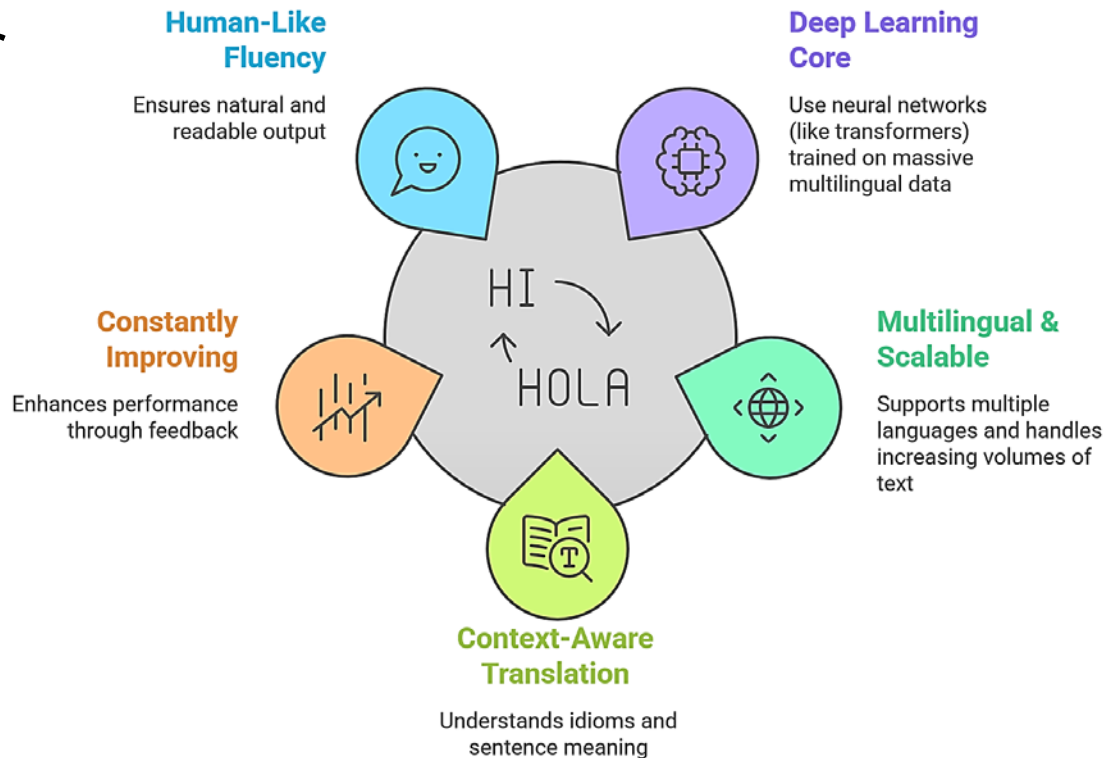 Human-Like
Fluency
Ensures natural and
readable output
Deep Learning
Core
Use neural networks
(like transformers)
trained on massive
multilingual data
HI
HOLA
Constantly
Improving
Enhances performance
through feedback
Multilingual &
Scalable
Supports multiple
languages and handles
increasing volumes of
text
T
Context-Aware
Translation
Understands idioms and
sentence meaning